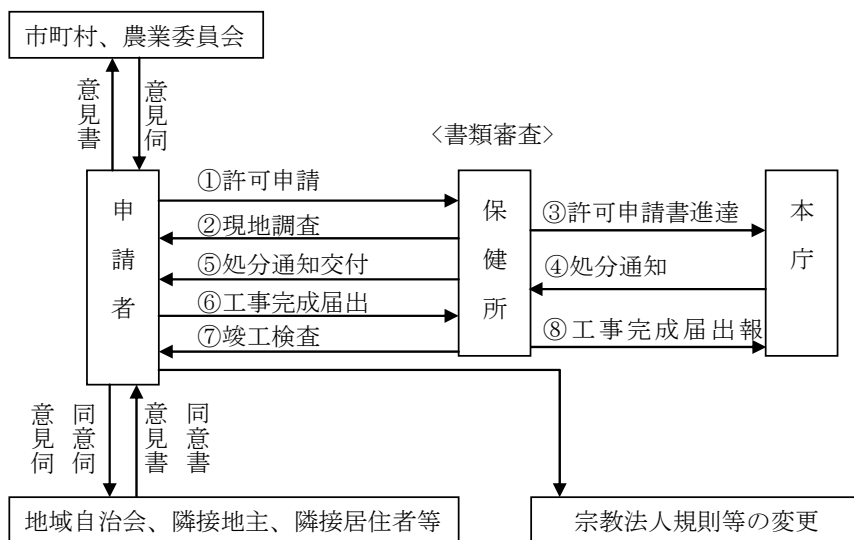 市町村、農業委員会
意見書
意見伺
〈書類審査〉
申請者
保健所
本庁
①許可申請
②現地調査
③許可申請書進達
④処分通知
⑤処分通知交付
⑥工事完成届出
⑦竣工検査
⑧工事完成届出報
意見伺
同意伺
意見書
同意書
地域自治会、隣接地主、隣接居住者等
宗教法人規則等の変更